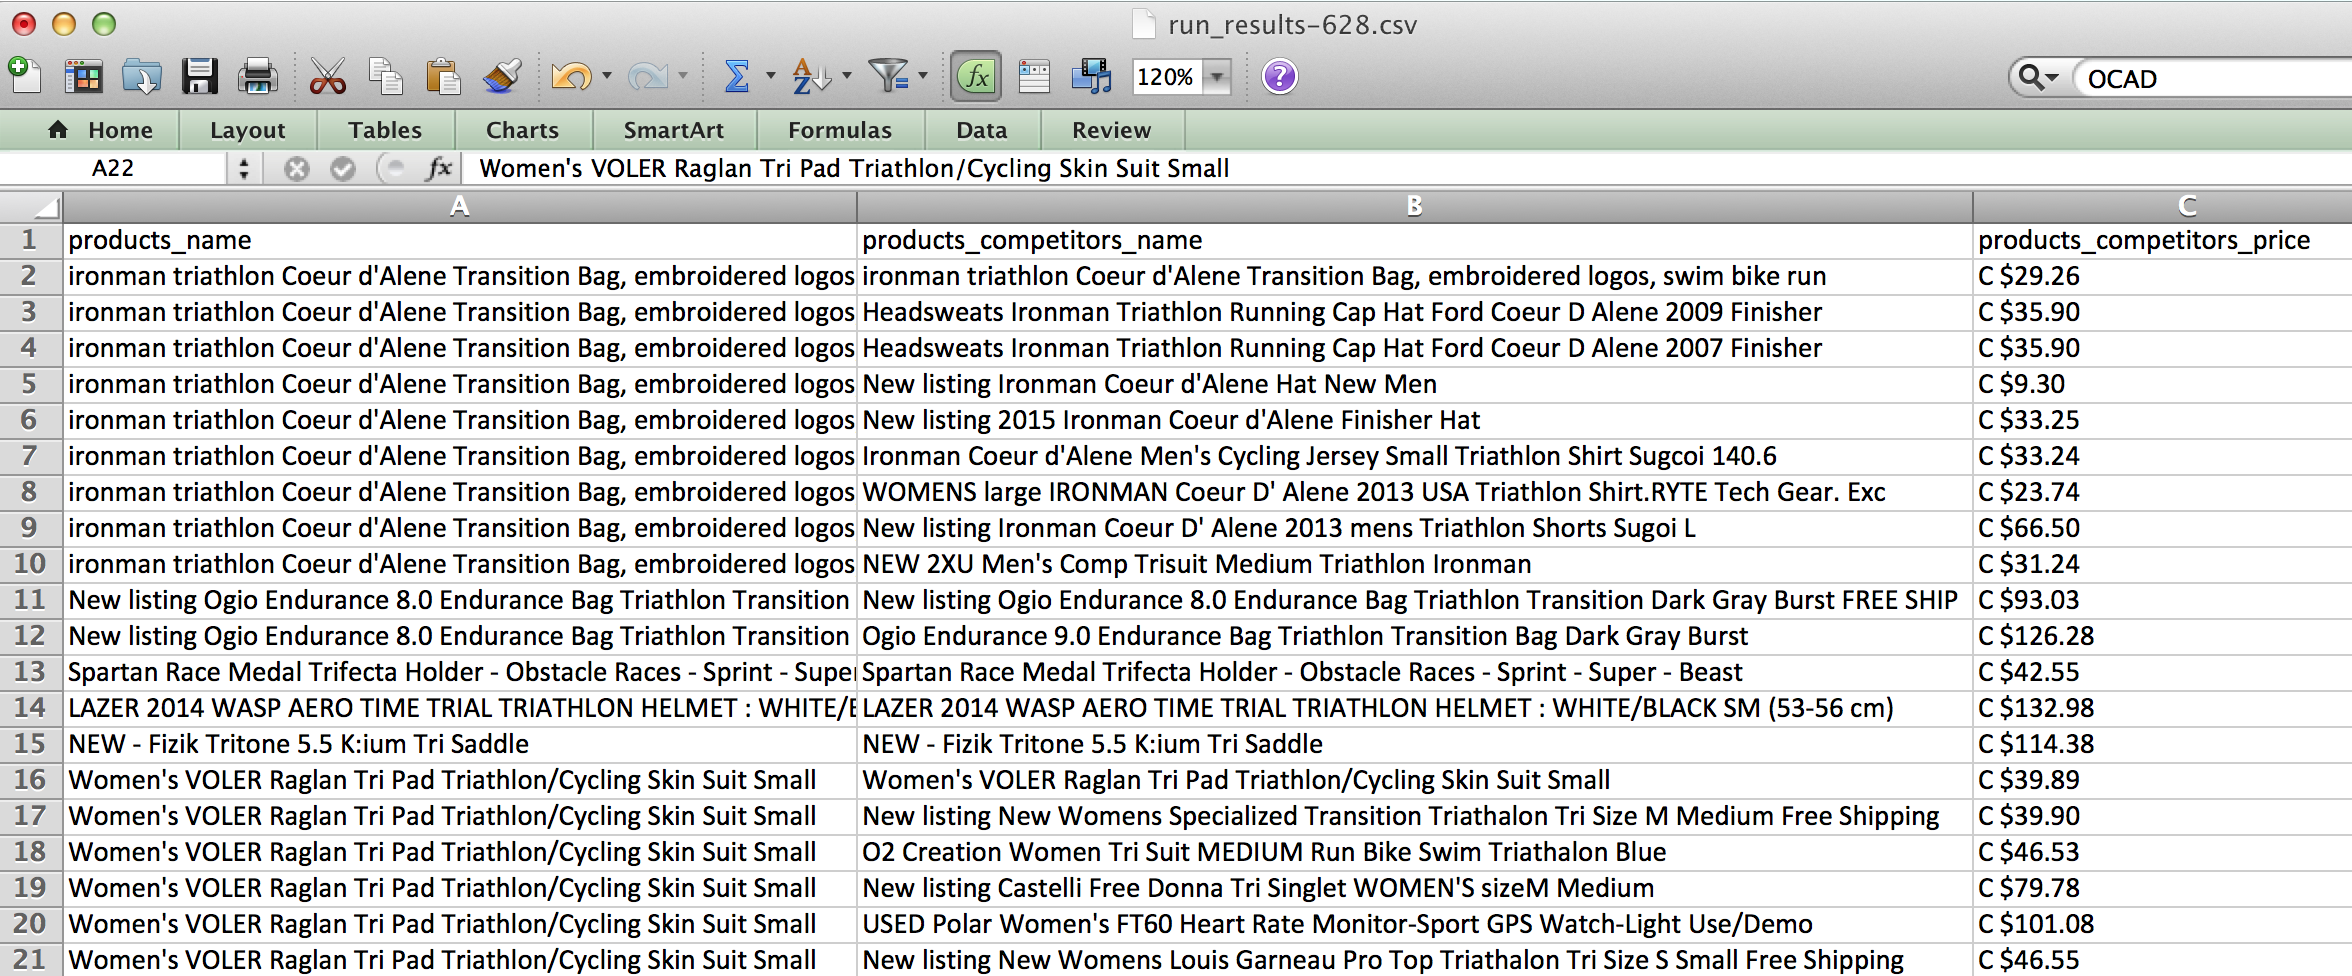 run_results-628.csv
120% OCAD
Home Layout Tables Charts SmartArt Formulas Data Review
A22 fx Women's VOLER Raglan Tri Pad Triathlon/Cycling Skin Suit Small
A B C
1 products_name products_competitors_name products_competitors_price
2 ironman triathlon Coeur d'Alene Transition Bag, embroidered logos ironman triathlon Coeur d'Alene Transition Bag, embroidered logos, swim bike run C $29.26
3 ironman triathlon Coeur d'Alene Transition Bag, embroidered logos Headsweats Ironman Triathlon Running Cap Hat Ford Coeur D Alene 2009 Finisher C $35.90
4 ironman triathlon Coeur d'Alene Transition Bag, embroidered logos Headsweats Ironman Triathlon Running Cap Hat Ford Coeur D Alene 2007 Finisher C $35.90
5 ironman triathlon Coeur d'Alene Transition Bag, embroidered logos New listing Ironman Coeur d'Alene Hat New Men C $9.30
6 ironman triathlon Coeur d'Alene Transition Bag, embroidered logos New listing 2015 Ironman Coeur d'Alene Finisher Hat C $33.25
7 ironman triathlon Coeur d'Alene Transition Bag, embroidered logos Ironman Coeur d'Alene Men's Cycling Jersey Small Triathlon Shirt Sugcoi 140.6 C $33.24
8 ironman triathlon Coeur d'Alene Transition Bag, embroidered logos WOMENS large IRONMAN Coeur D' Alene 2013 USA Triathlon Shirt.RYTE Tech Gear. Exc C $23.74
9 ironman triathlon Coeur d'Alene Transition Bag, embroidered logos New listing Ironman Coeur D' Alene 2013 mens Triathlon Shorts Sugoi L C $66.50
10 ironman triathlon Coeur d'Alene Transition Bag, embroidered logos NEW 2XU Men's Comp Trisuit Medium Triathlon Ironman C $31.24
11 New listing Ogio Endurance 8.0 Endurance Bag Triathlon Transition New listing Ogio Endurance 8.0 Endurance Bag Triathlon Transition Dark Gray Burst FREE SHIP C $93.03
12 New listing Ogio Endurance 8.0 Endurance Bag Triathlon Transition Ogio Endurance 9.0 Endurance Bag Triathlon Transition Bag Dark Gray Burst C $126.28
13 Spartan Race Medal Trifecta Holder - Obstacle Races - Sprint - Super Spartan Race Medal Trifecta Holder - Obstacle Races - Sprint - Super - Beast C $42.55
14 LAZER 2014 WASP AERO TIME TRIAL TRIATHLON HELMET : WHITE/B LAZER 2014 WASP AERO TIME TRIAL TRIATHLON HELMET : WHITE/BLACK SM (53-56 cm) C $132.98
15 NEW - Fizik Tritone 5.5 K:ium Tri Saddle NEW - Fizik Tritone 5.5 K:ium Tri Saddle C $114.38
16 Women's VOLER Raglan Tri Pad Triathlon/Cycling Skin Suit Small Women's VOLER Raglan Tri Pad Triathlon/Cycling Skin Suit Small C $39.89
17 Women's VOLER Raglan Tri Pad Triathlon/Cycling Skin Suit Small New listing New Womens Specialized Transition Triathalon Tri Size M Medium Free Shipping C $39.90
18 Women's VOLER Raglan Tri Pad Triathlon/Cycling Skin Suit Small O2 Creation Women Tri Suit MEDIUM Run Bike Swim Triathalon Blue C $46.53
19 Women's VOLER Raglan Tri Pad Triathlon/Cycling Skin Suit Small New listing Castelli Free Donna Tri Singlet WOMEN'S sizeM Medium C $79.78
20 Women's VOLER Raglan Tri Pad Triathlon/Cycling Skin Suit Small USED Polar Women's FT60 Heart Rate Monitor-Sport GPS Watch-Light Use/Demo C $101.08
21 Women's VOLER Raglan Tri Pad Triathlon/Cycling Skin Suit Small New listing New Womens Louis Garneau Pro Top Triathalon Tri Size S Small Free Shipping C $46.55